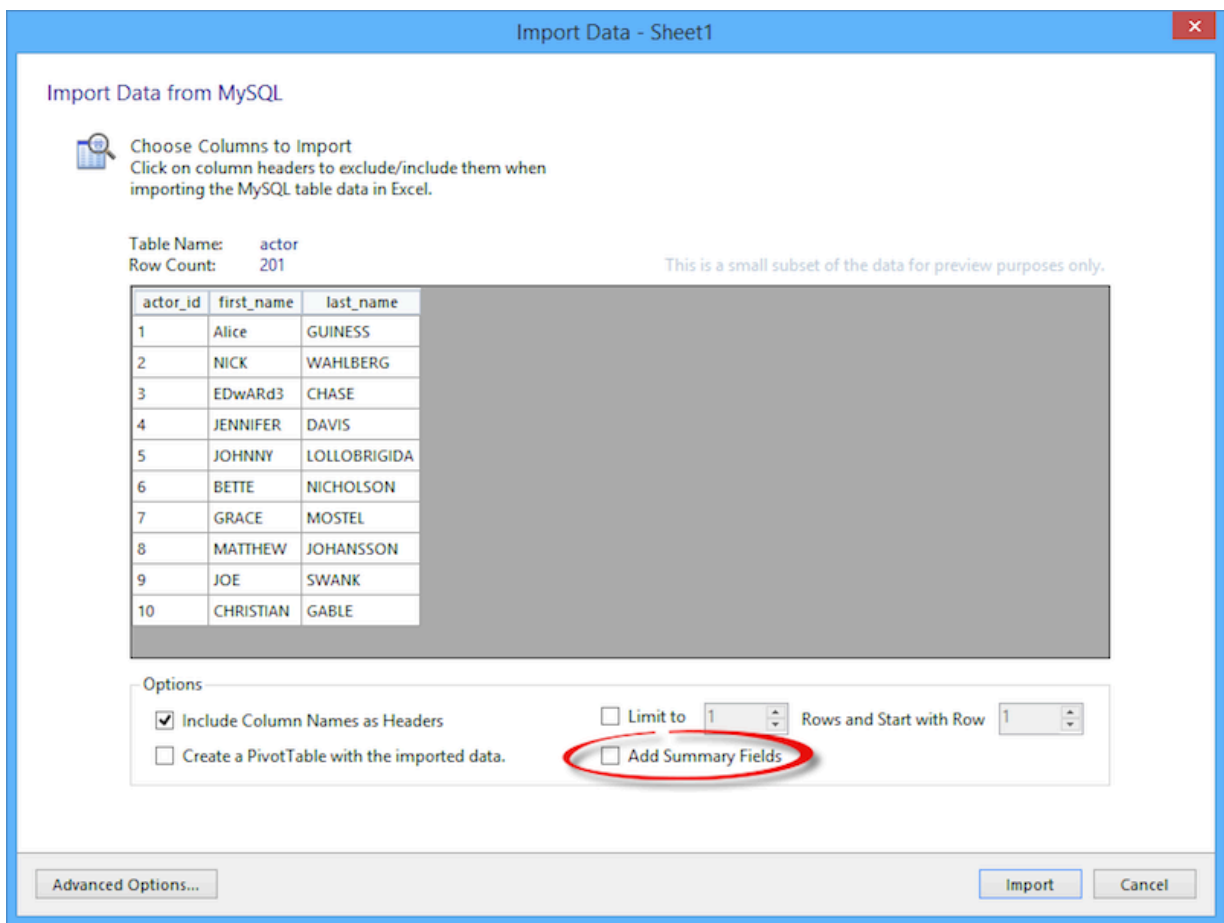 Import Data - Sheet1
Import Data from MySQL
Choose Columns to Import
Click on column headers to exclude/include them when
importing the MySQL table data in Excel.
Table Name: actor
Row Count: 201
This is a small subset of the data for preview purposes only.
actor_id first_name last_name
1 Alice GUINESS
2 NICK WAHLBERG
3 EDwARd3 CHASE
4 JENNIFER DAVIS
5 JOHNNY LOLLOBRIGIDA
6 BETTE NICHOLSON
7 GRACE MOSTEL
8 MATTHEW JOHANSSON
9 JOE SWANK
10 CHRISTIAN GABLE
Options
Include Column Names as Headers
Limit to 1 Rows and Start with Row 1
Create a PivotTable with the imported data.
Add Summary Fields
Advanced Options...
Import
Cancel